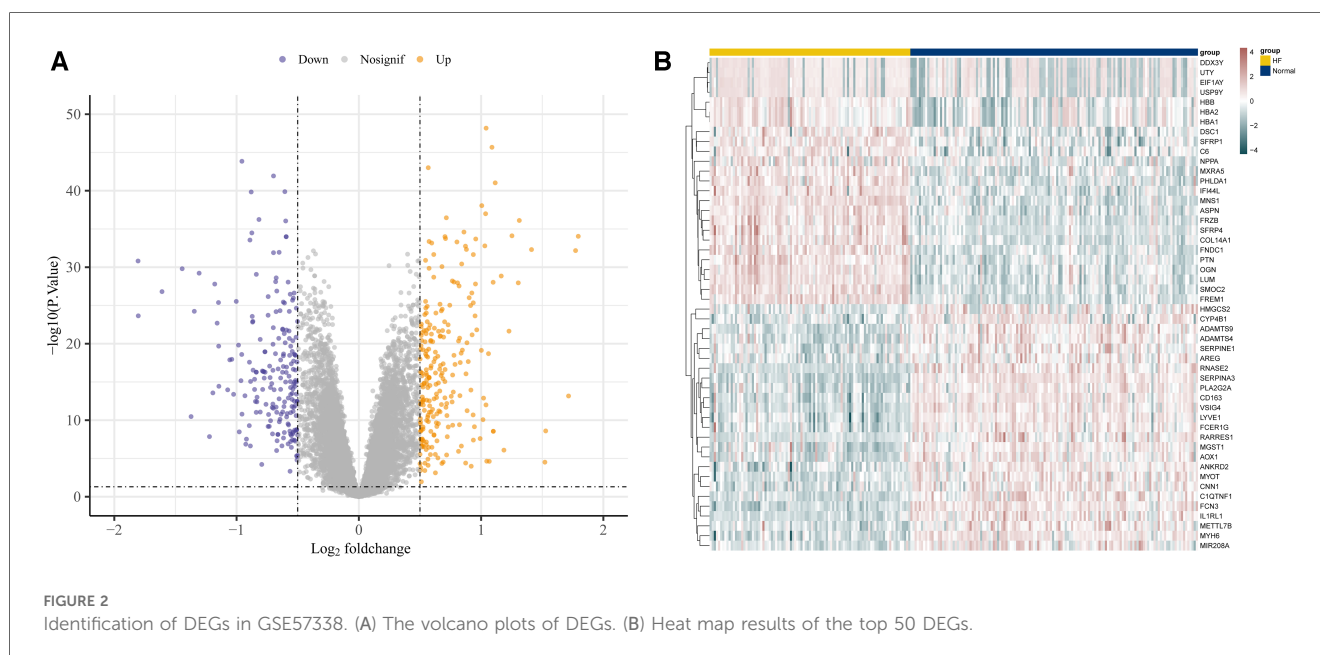 A
Down
Nosignif
Up
50
40
30
20
10
0
−log10(P. Value)
−2
−1
0
1
2
Log2 foldchange
B
group
DDX3Y
UTY
EIF1AY
USP9Y
HBB
HBA2
HBA1
DSC1
SFRP1
C6
NPPA
MXRA5
PHLDA1
IFI44L
MNS1
ASPN
FRZB
SFRP4
COL14A1
FNDC1
PTN
OGN
LUM
SMOC2
FREM1
HMGCS2
CYP4B1
ADAMTS9
ADAMTS4
SERPINE1
AREG
RNASE2
SERPINA3
PLA2G2A
CD163
VSIG4
LYVE1
FCER1G
RARRES1
MGST1
AOX1
ANKRD2
MYOT
CNN1
C1QTNF1
FCN3
IL1RL1
METTL7B
MYH6
MIR208A
4
2
0
−2
−4
group
HF
Normal
FIGURE 2
Identification of DEGs in GSE57338. (A) The volcano plots of DEGs. (B) Heat map results of the top 50 DEGs.